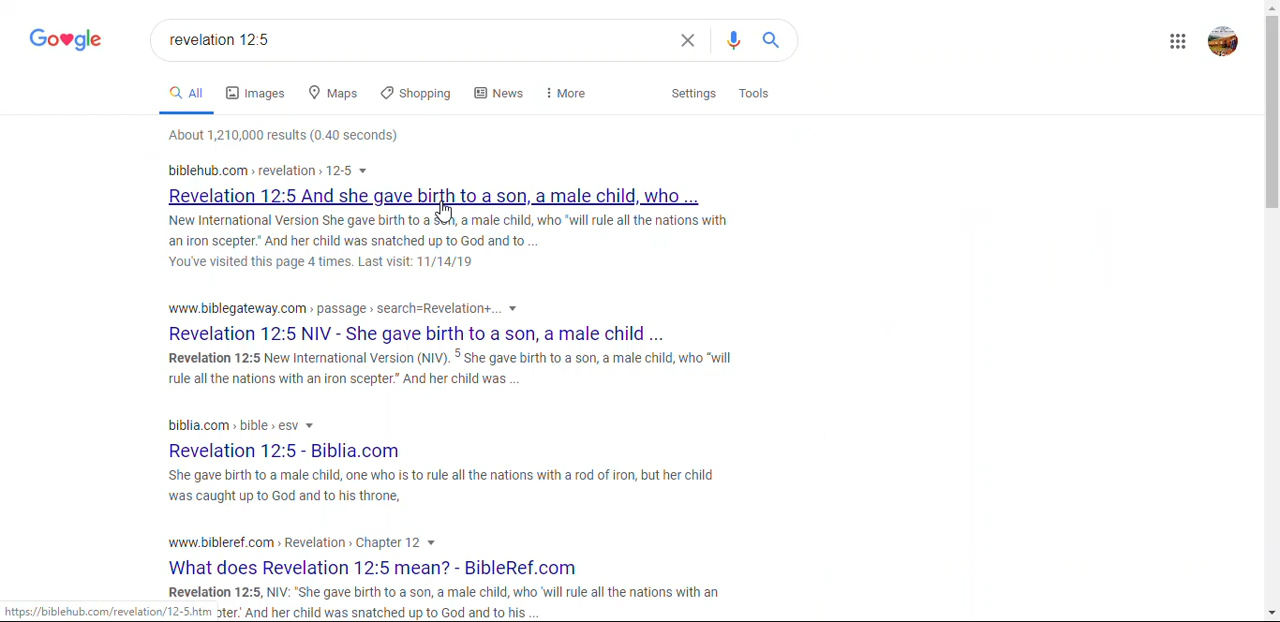 Google
revelation 12:5
All Images Maps Shopping News More Settings Tools
About 1,210,000 results (0.40 seconds)
biblehub.com › revelation › 12-5
Revelation 12:5 And she gave birth to a son, a male child, who ...
New International Version She gave birth to a son, a male child, who "will rule all the nations with
an iron scepter." And her child was snatched up to God and to ...
You've visited this page 4 times. Last visit: 11/14/19
www.biblegateway.com › passage › search=Revelation+...
Revelation 12:5 NIV - She gave birth to a son, a male child ...
Revelation 12:5 New International Version (NIV). 5 She gave birth to a son, a male child, who “will
rule all the nations with an iron scepter.” And her child was ...
biblia.com › bible › esv
Revelation 12:5 - Biblia.com
She gave birth to a male child, one who is to rule all the nations with a rod of iron, but her child
was caught up to God and to his throne,
www.bibleref.com › Revelation › Chapter 12
What does Revelation 12:5 mean? - BibleRef.com
Revelation 12:5, NIV: "She gave birth to a son, a male child, who 'will rule all the nations with an
https://biblehub.com/revelation/12-5.htm pter.' And her child was snatched up to God and to his ...